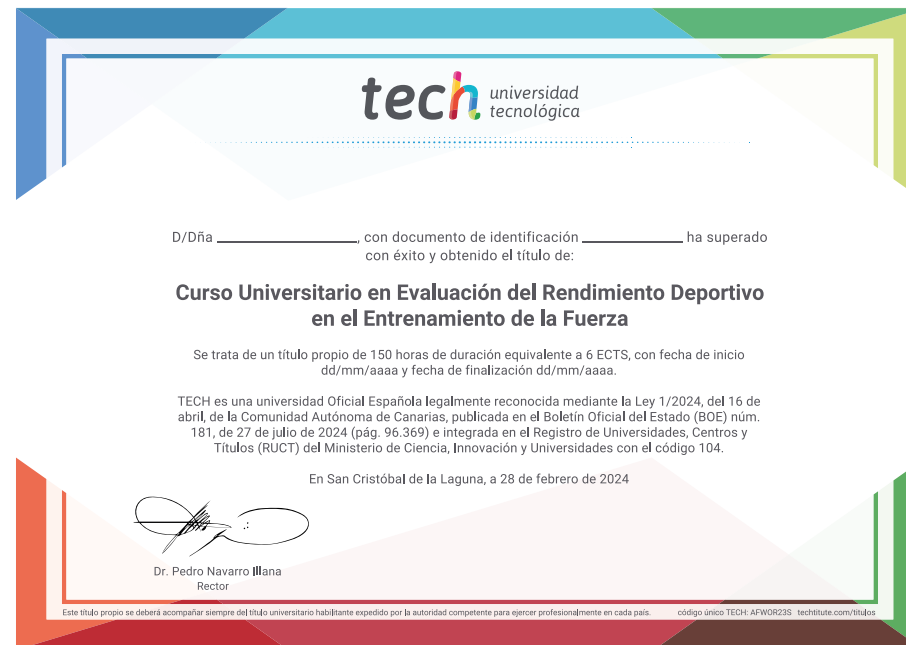 tech universidad
tecnológica
D/Dña ____________, con documento de identificación ____________ ha superado
con éxito y obtenido el título de:
Curso Universitario en Evaluación del Rendimiento Deportivo
en el Entrenamiento de la Fuerza
Se trata de un título propio de 150 horas de duración equivalente a 6 ECTS, con fecha de inicio
dd/mm/aaaa y fecha de finalización dd/mm/aaaa.
TECH es una universidad Oficial Española legalmente reconocida mediante la Ley 1/2024, del 16 de
abril, de la Comunidad Autónoma de Canarias, publicada en el Boletín Oficial del Estado (BOE) núm.
181, de 27 de julio de 2024 (pág. 96.369) e integrada en el Registro de Universidades, Centros y
Títulos (RUCT) del Ministerio de Ciencia, Innovación y Universidades con el código 104.
En San Cristóbal de la Laguna, a 28 de febrero de 2024
Dr. Pedro Navarro Illana
Rector
Este título propio se deberá acompañar siempre del título universitario habilitante expedido por la autoridad competente para ejercer profesionalmente en cada país. código único TECH: AFWOR23S techtitute.com/titulos